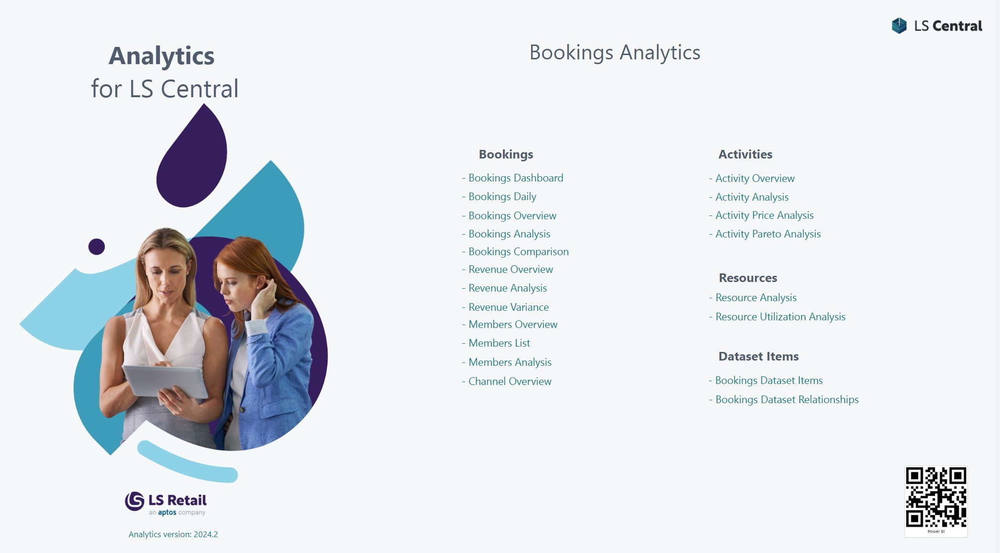 LS Central
Analytics
for LS Central
Bookings Analytics
Bookings
- Bookings Dashboard
- Bookings Daily
- Bookings Overview
- Bookings Analysis
- Bookings Comparison
- Revenue Overview
- Revenue Analysis
- Revenue Variance
- Members Overview
- Members List
- Members Analysis
- Channel Overview
Activities
- Activity Overview
- Activity Analysis
- Activity Price Analysis
- Activity Pareto Analysis
Resources
- Resource Analysis
- Resource Utilization Analysis
Dataset Items
- Bookings Dataset Items
- Bookings Dataset Relationships
LS Retail
an aptos company
Analytics version: 2024.2
Power BI